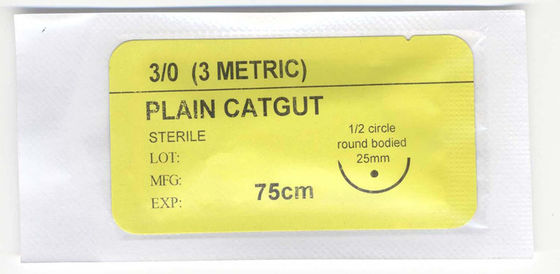 3/0 (3 METRIC)
PLAIN CATGUT
STERILE
LOT:
MFG:
EXP:
75cm
1/2 circle
round bodied
25mm